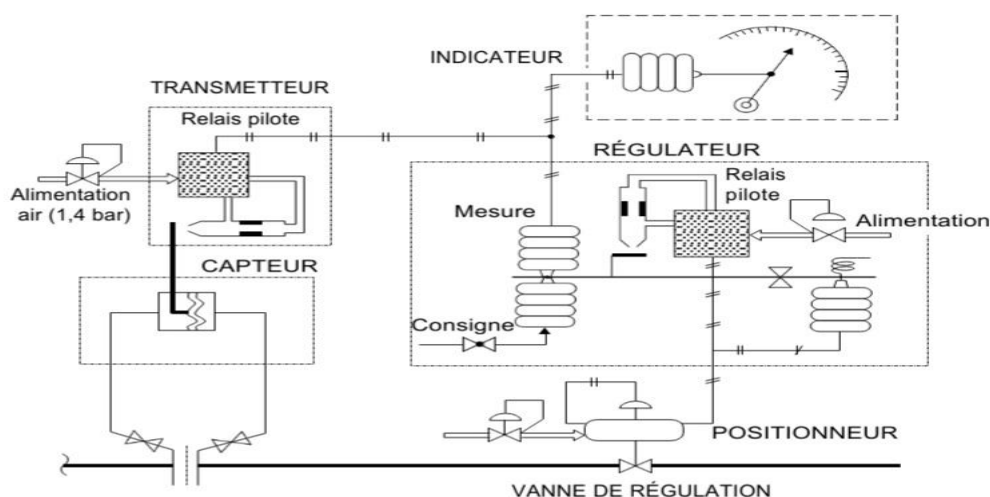 INDICATEUR
TRANSMETTEUR
Relais pilote
Alimentation
air (1,4 bar)
RÉGULATEUR
Relais
pilote
Mesure
Alimentation
CAPTEUR
Consigne
POSITIONNEUR
VANNE DE RÉGULATION